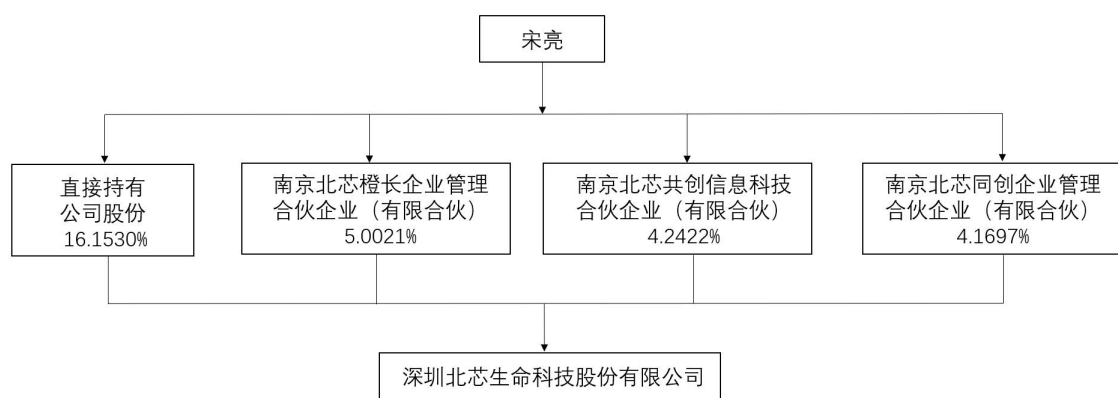 宋亮
直接持有
公司股份
16.1530%
南京北芯橙长企业管理
合伙企业（有限合伙）
5.0021%
南京北芯共创信息科技
合伙企业（有限合伙）
4.2422%
南京北芯同创企业管理
合伙企业（有限合伙）
4.1697%
深圳北芯生命科技股份有限公司